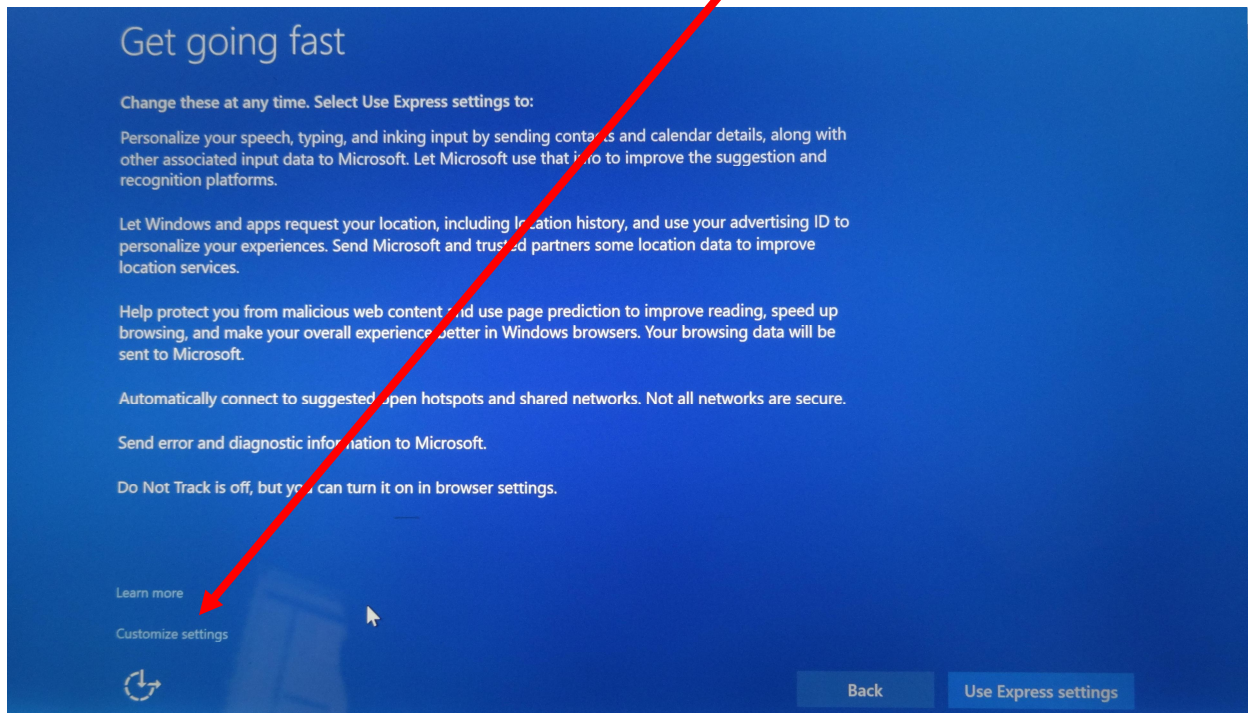 Get going fast
Change these at any time. Select Use Express settings to:
Personalize your speech, typing, and inking input by sending contacts and calendar details, along with
other associated input data to Microsoft. Let Microsoft use that info to improve the suggestion and
recognition platforms.
Let Windows and apps request your location, including location history, and use your advertising ID to
personalize your experiences. Send Microsoft and trusted partners some location data to improve
location services.
Help protect you from malicious web content and use page prediction to improve reading, speed up
browsing, and make your overall experience better in Windows browsers. Your browsing data will be
sent to Microsoft.
Automatically connect to suggested open hotspots and shared networks. Not all networks are secure.
Send error and diagnostic information to Microsoft.
Do Not Track is off, but you can turn it on in browser settings.
Learn more
Customize settings
Back
Use Express settings